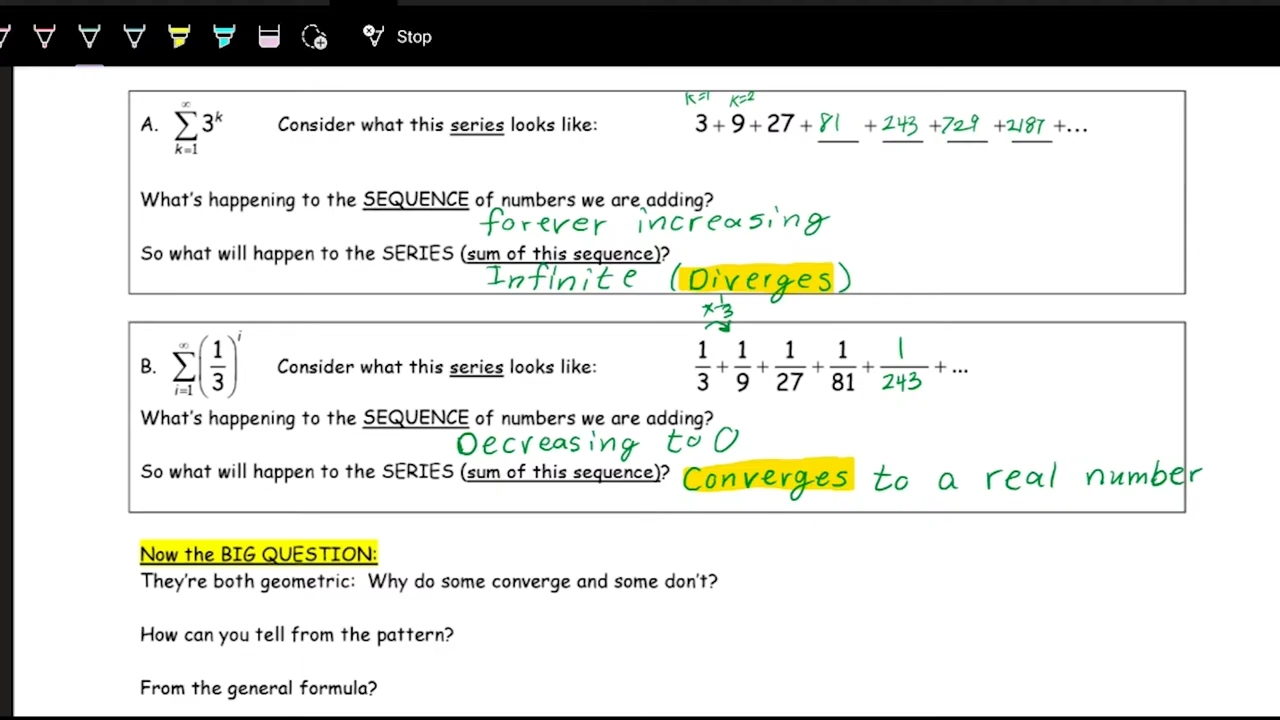 Stop
k=1 k=2
A. ∞ ∑ k=1 3^k Consider what this series looks like: 3 + 9 + 27 + 81 + 243 + 729 + 2187 + ...
What's happening to the SEQUENCE of numbers we are adding?
forever increasing
So what will happen to the SERIES (sum of this sequence)?
Infinite (Diverges)
x 1/3
B. ∞ ∑ i=1 (1/3)^i Consider what this series looks like: 1/3 + 1/9 + 1/27 + 1/81 + 1/243 + ...
What's happening to the SEQUENCE of numbers we are adding?
Decreasing to 0
So what will happen to the SERIES (sum of this sequence)? Converges to a real number
Now the BIG QUESTION:
They're both geometric: Why do some converge and some don't?
How can you tell from the pattern?
From the general formula?